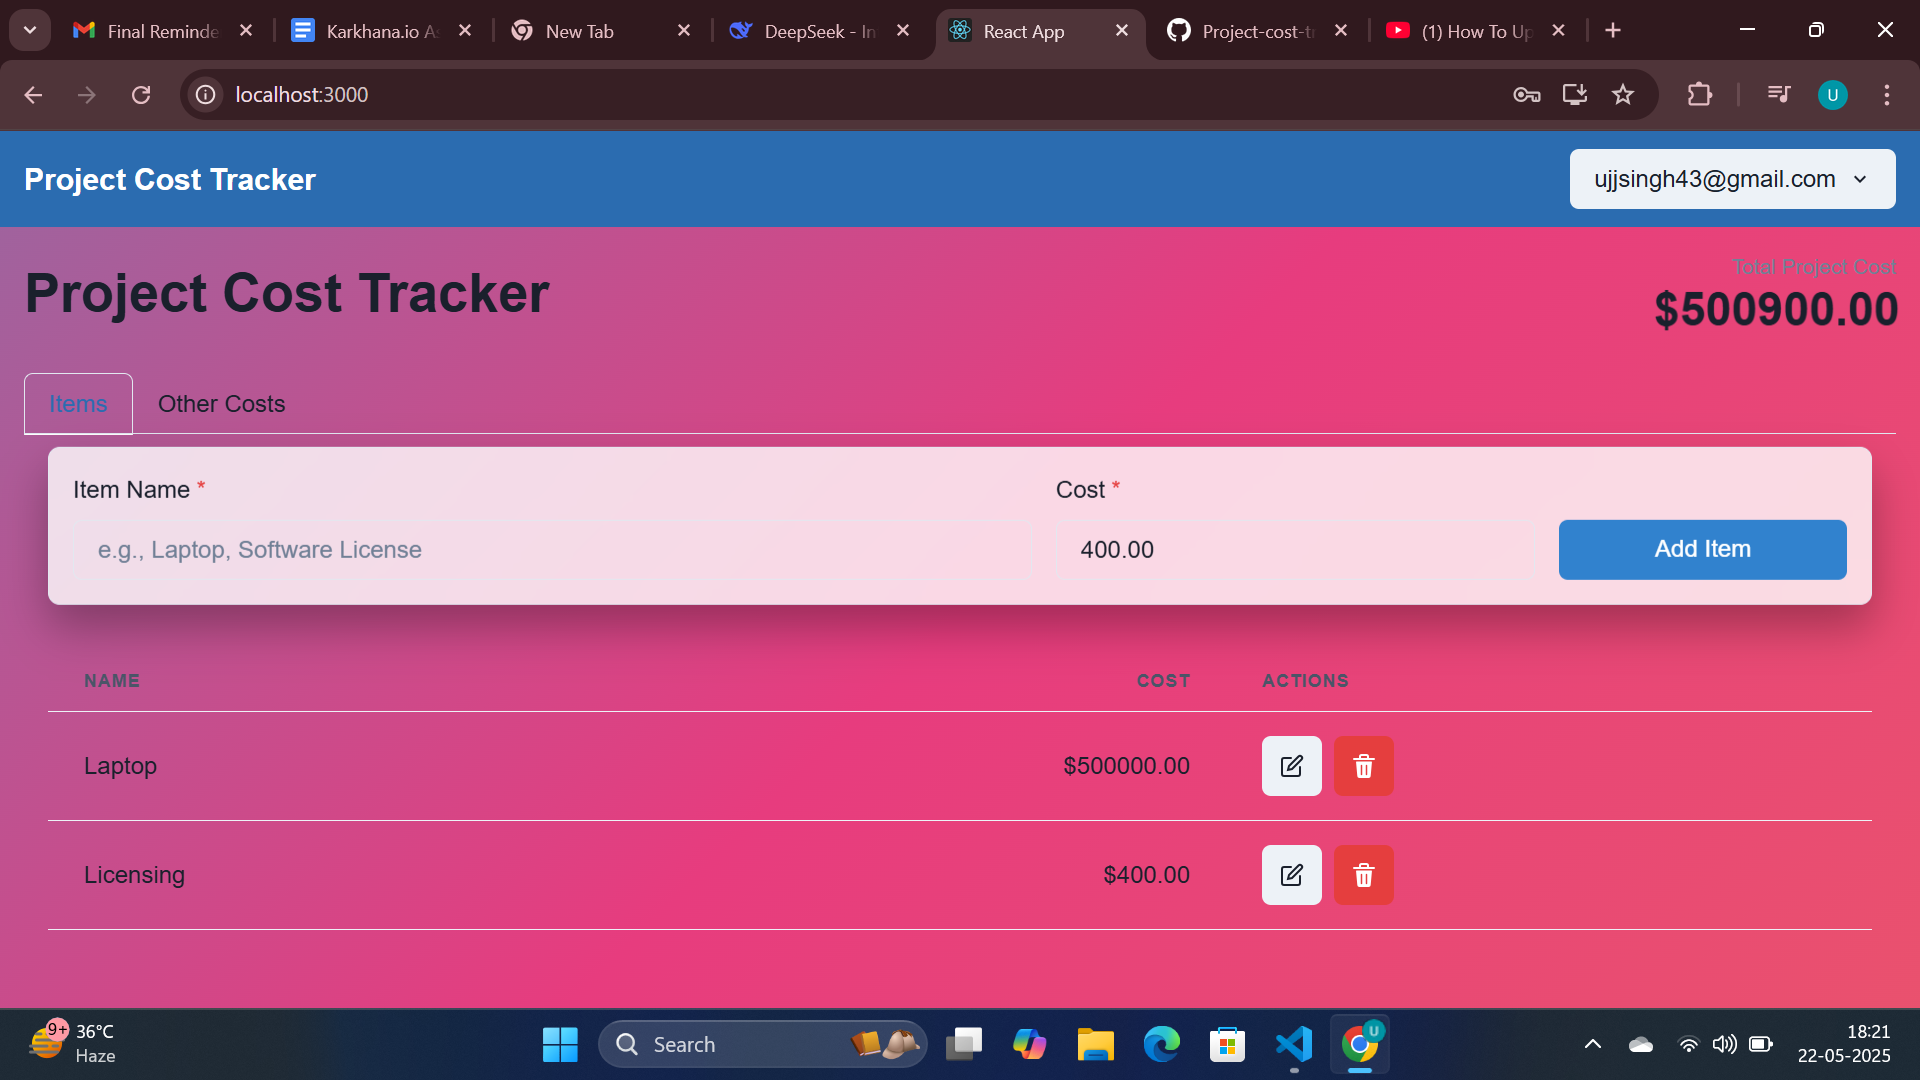 Final Reminde
Karkhana.io A
New Tab
DeepSeek - In
React App
Project-cost-t
(1) How To Up
localhost:3000
U
Project Cost Tracker
ujjsingh43@gmail.com
Project Cost Tracker
Total Project Cost
$500900.00
Items
Other Costs
Item Name *
Cost *
e.g., Laptop, Software License
400.00
Add Item
NAME
COST
ACTIONS
Laptop
$500000.00
Licensing
$400.00
9+
36°C
Haze
Search
U
18:21
22-05-2025